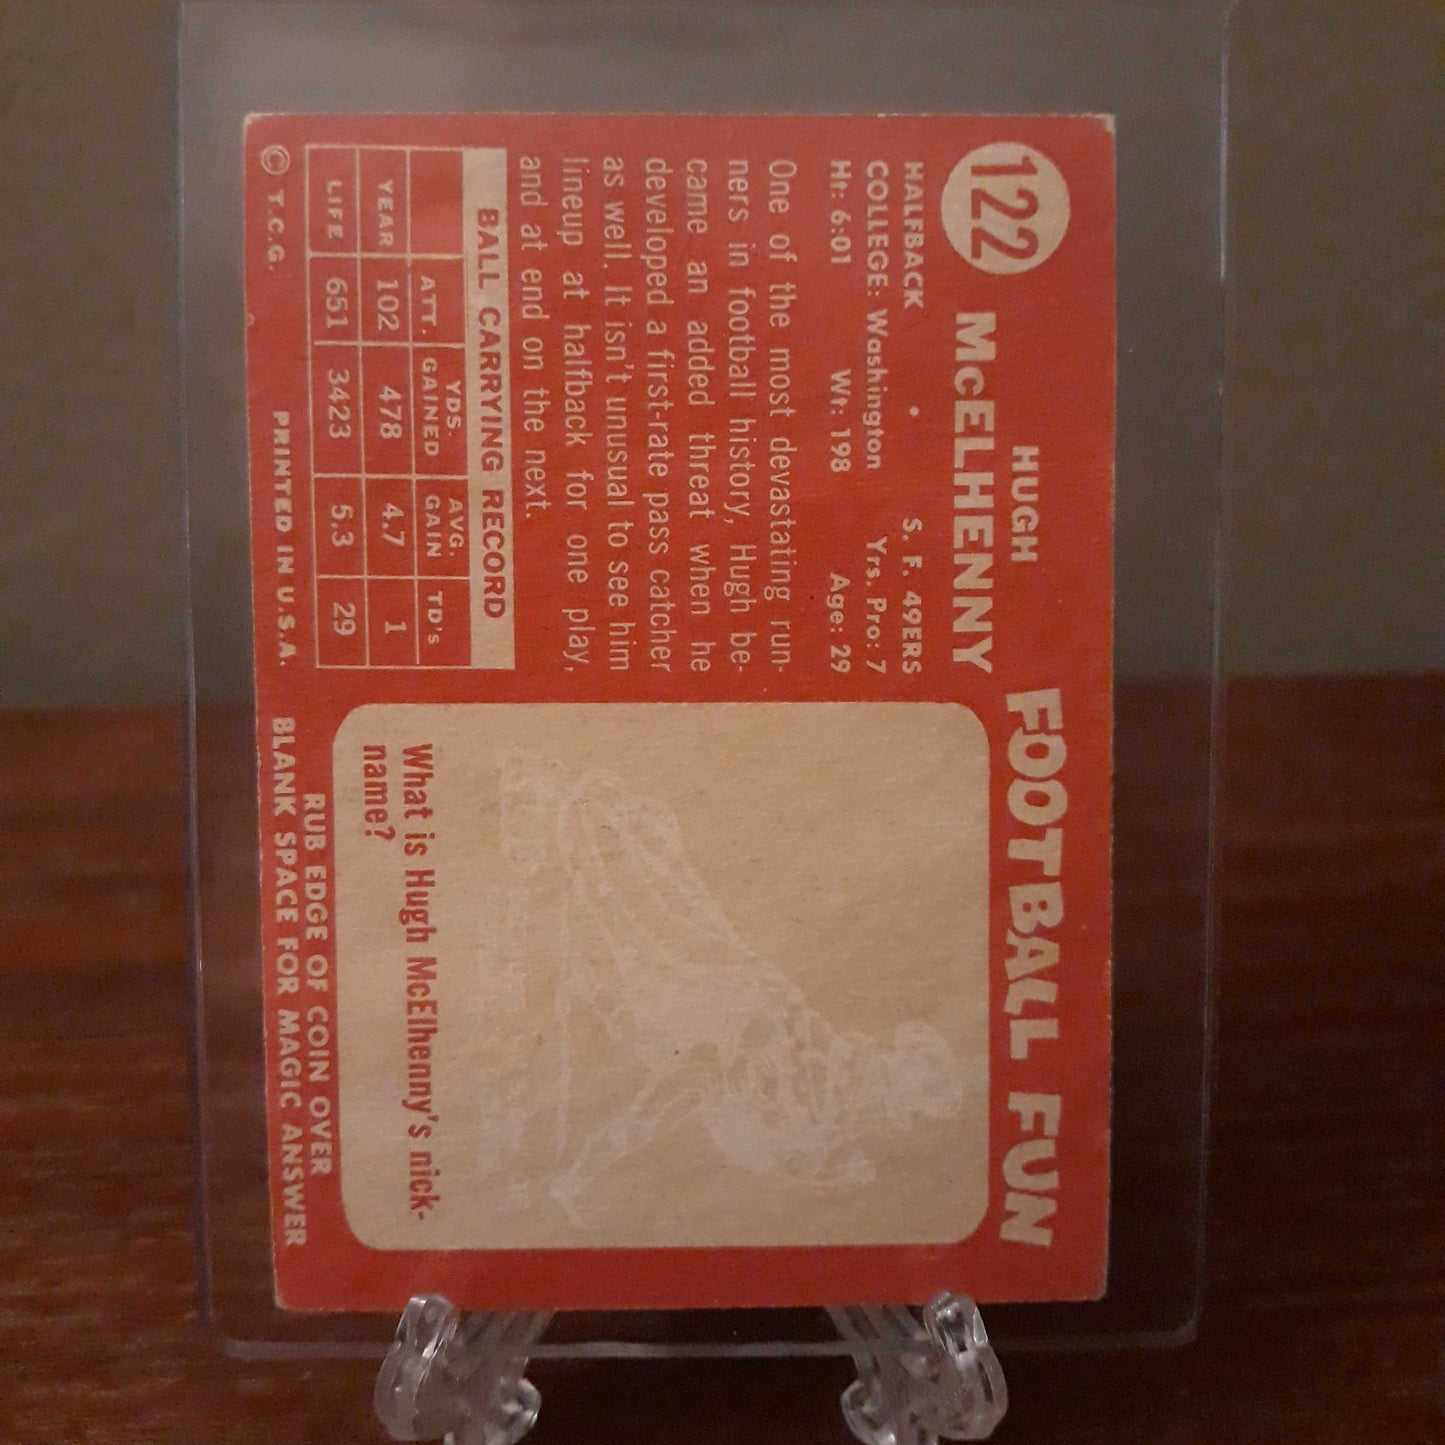 122
HUGH
McELHENNY
HALFBACK • S. F. 49ERS
COLLEGE: Washington Yrs. Pro: 7
Ht: 6:01 Wt: 198 Age: 29
One of the most devastating run-
ners in football history, Hugh be-
came an added threat when he
developed a first-rate pass catcher
as well. It isn't unusual to see him
lineup at halfback for one play,
and at end on the next.
BALL CARRYING RECORD
ATT. YDS. GAINED AVG. GAIN TD's
YEAR 102 478 4.7 1
LIFE 651 3423 5.3 29
© T.C.G. PRINTED IN U.S.A.
FOOTBALL FUN
What is Hugh McElhenny's nick-
name?
RUB EDGE OF COIN OVER
BLANK SPACE FOR MAGIC ANSWER